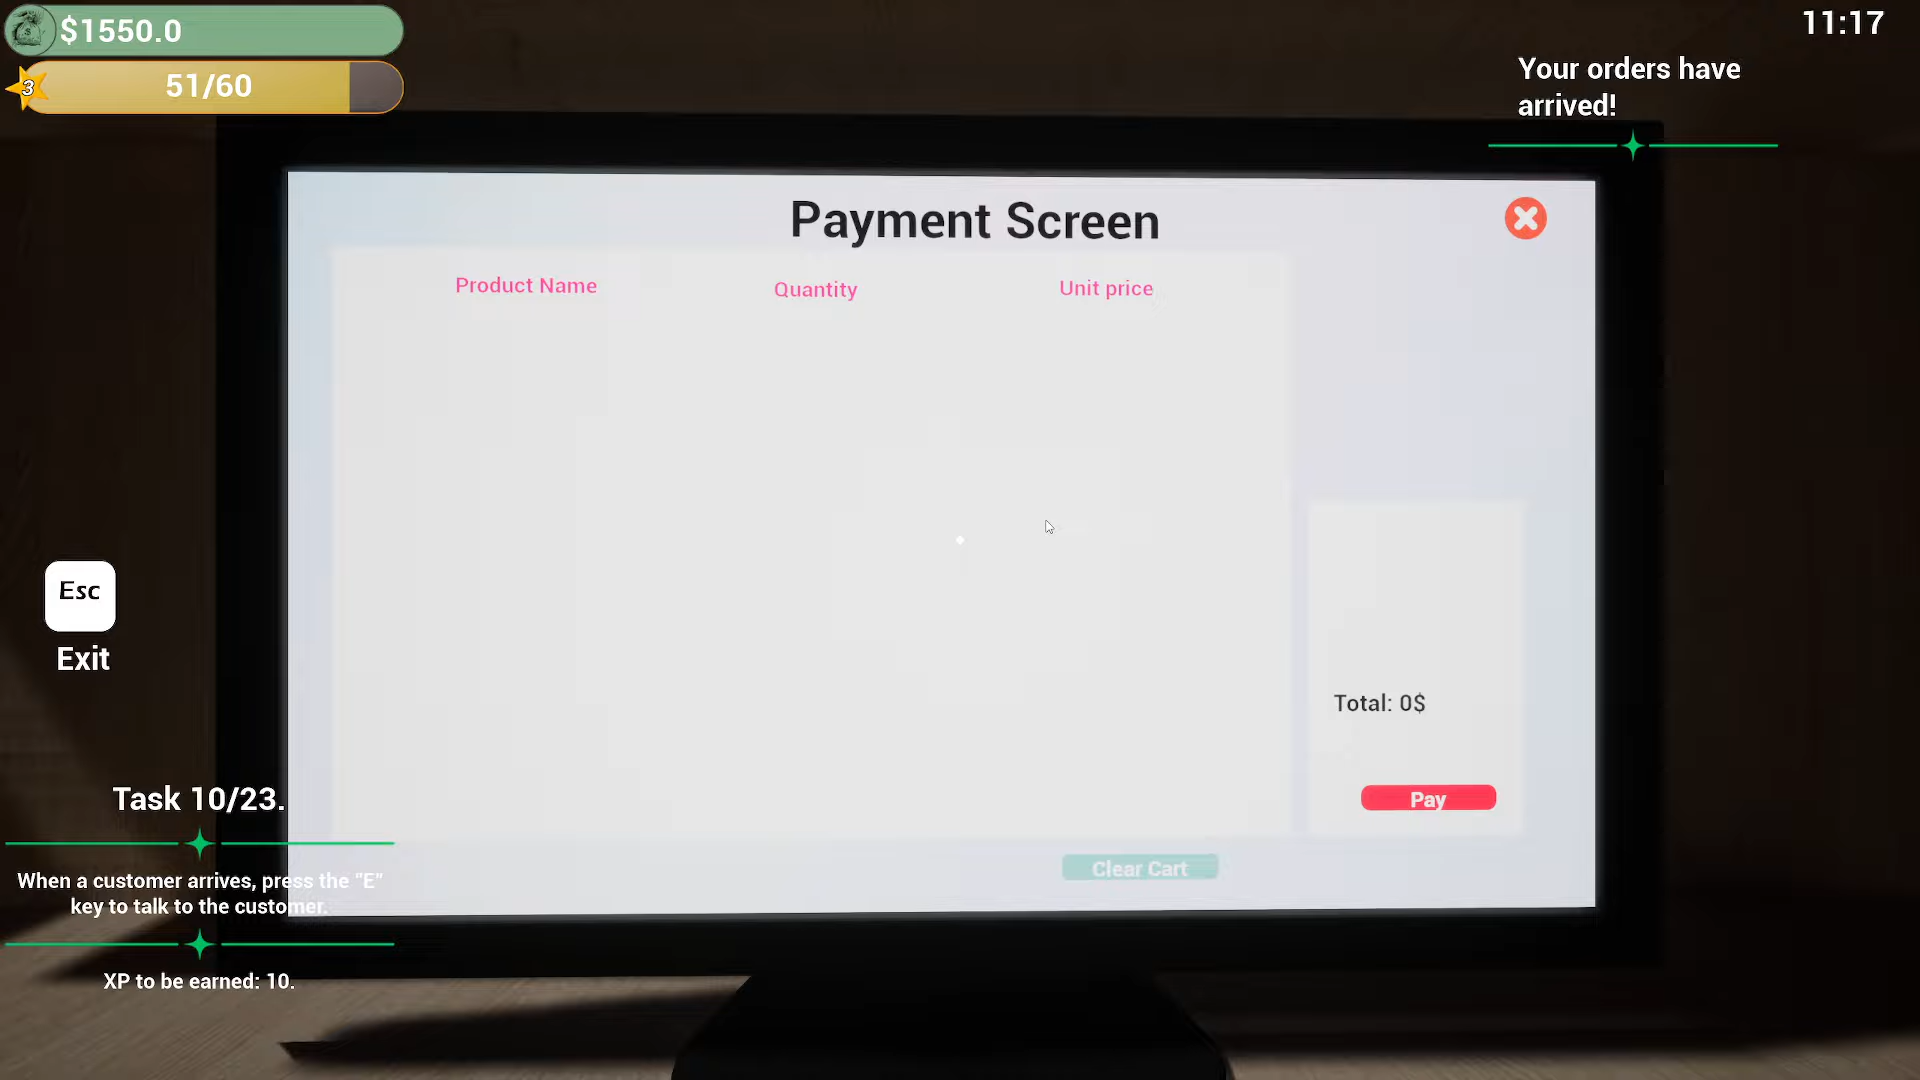 $1550.0
3
51/60
11:17
Your orders have
arrived!
Payment Screen
Product Name
Quantity
Unit price
Esc
Exit
Total: 0$
Pay
Clear Cart
Task 10/23.
When a customer arrives, press the "E"
key to talk to the customer.
XP to be earned: 10.